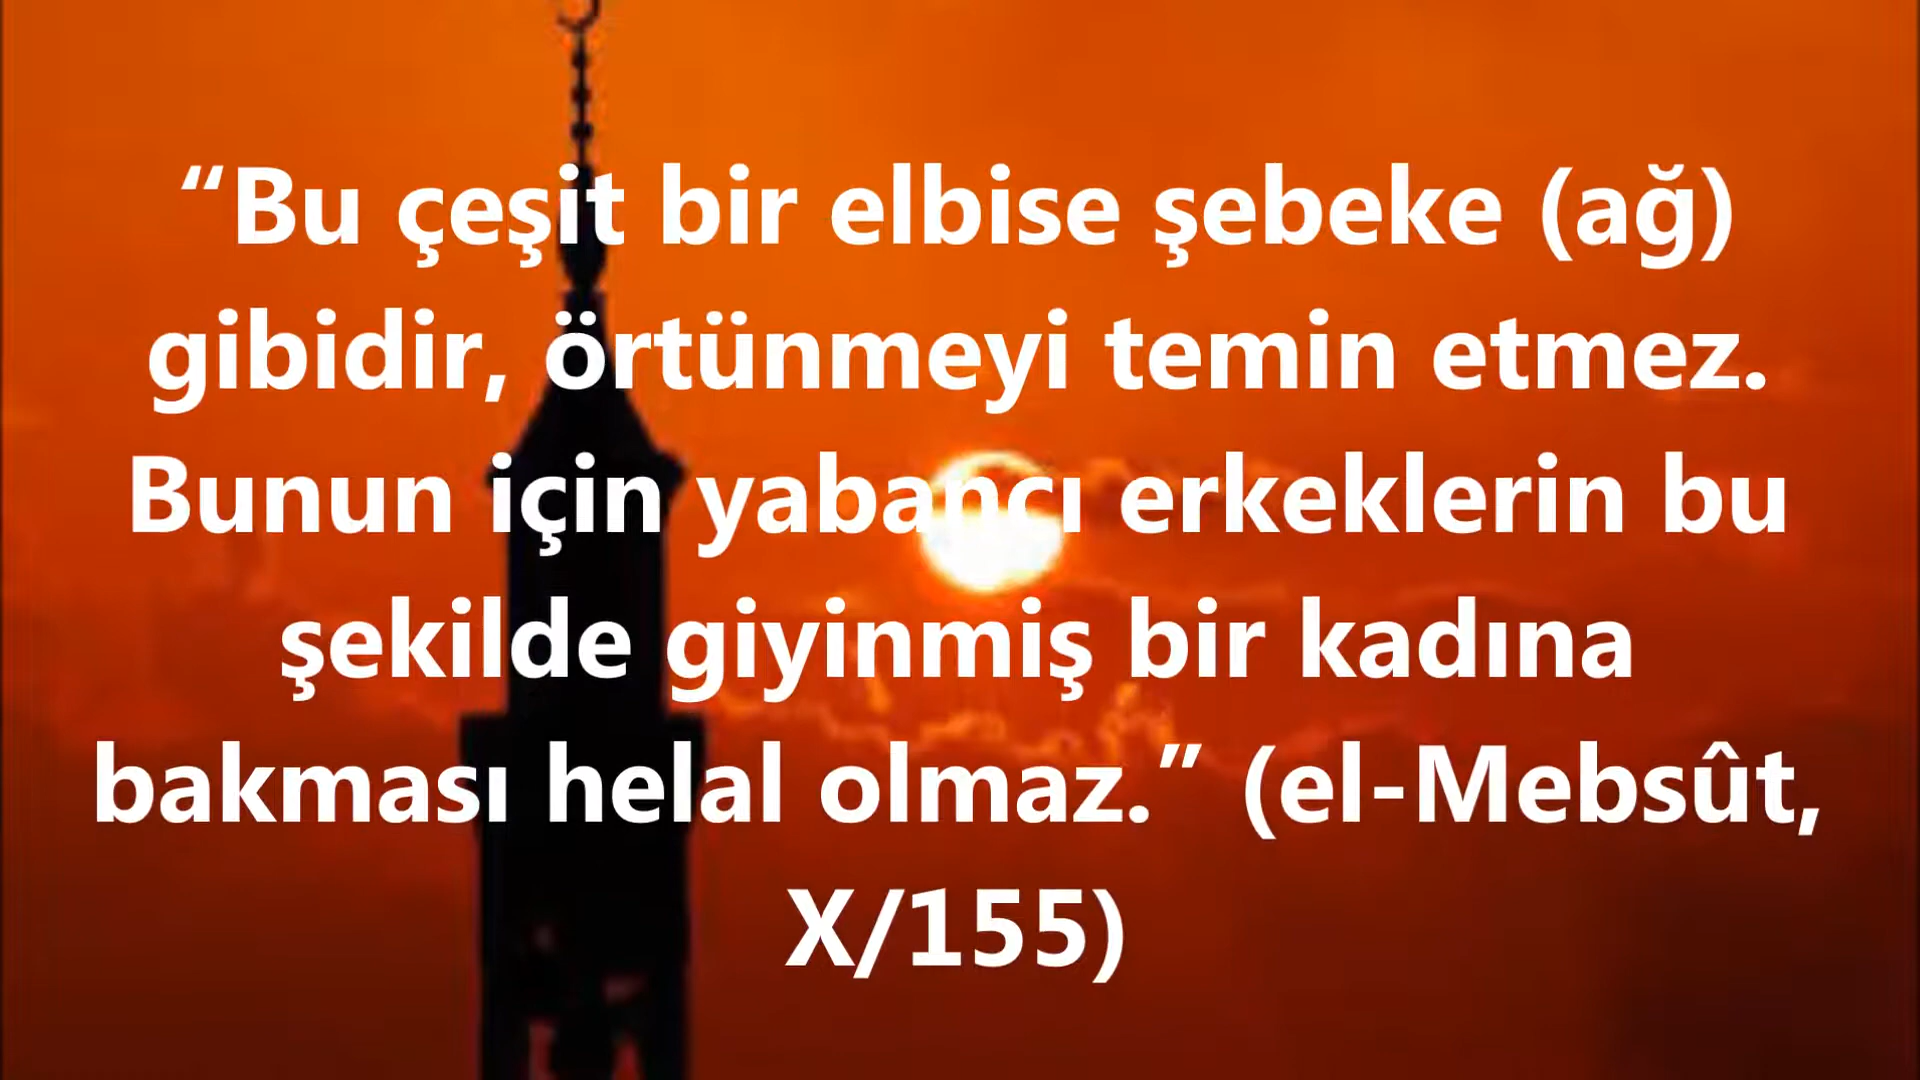 “Bu çeşit bir elbise şebeke (ağ)
gibidir, örtünmeyi temin etmez.
Bunun için yabancı erkeklerin bu
şekilde giyinmiş bir kadına
bakması helal olmaz.” (el-Mebsût,
X/155)